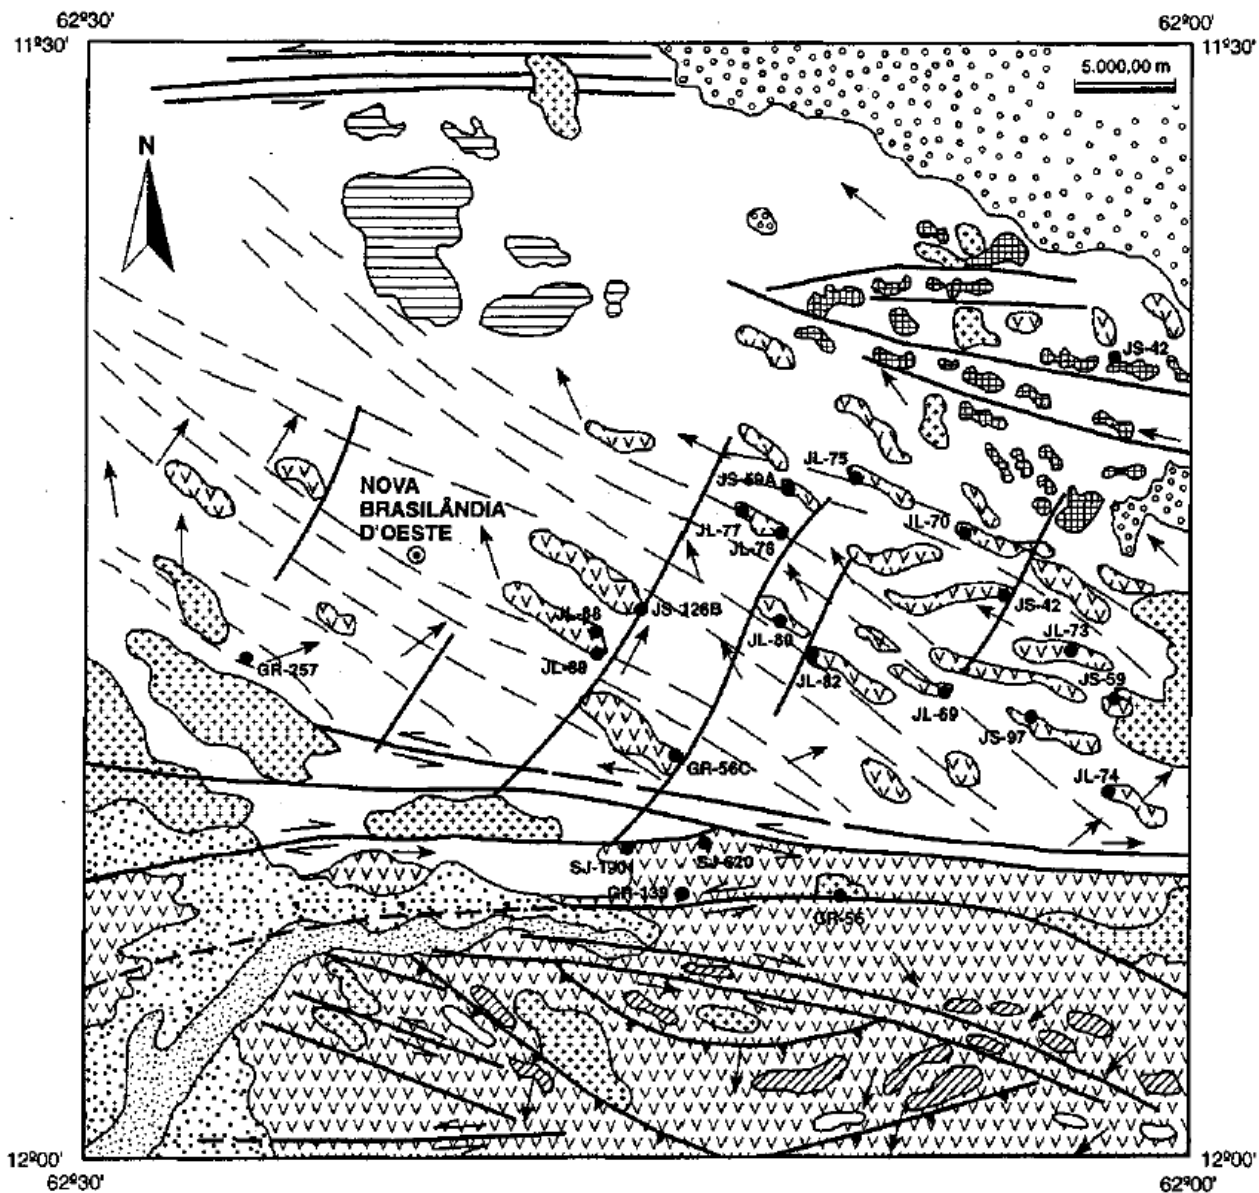 62º30'
62º00'
11º30'
11º30'
5.000,00 m
N
JS-42
JL-75
JS-59A
NOVA
BRASILÂNDIA
D'OESTE
JL-77
JL-76
JL-70
JS-126B
JS-42
JL-88
JL-80
JL-73
GR-257
JL-89
JL-82
JS-59
JL-69
JS-97
GR-56C
JL-74
SJ-190
SJ-620
GR-139
GR-56
12º00'
12º00'
62º30'
62º00'